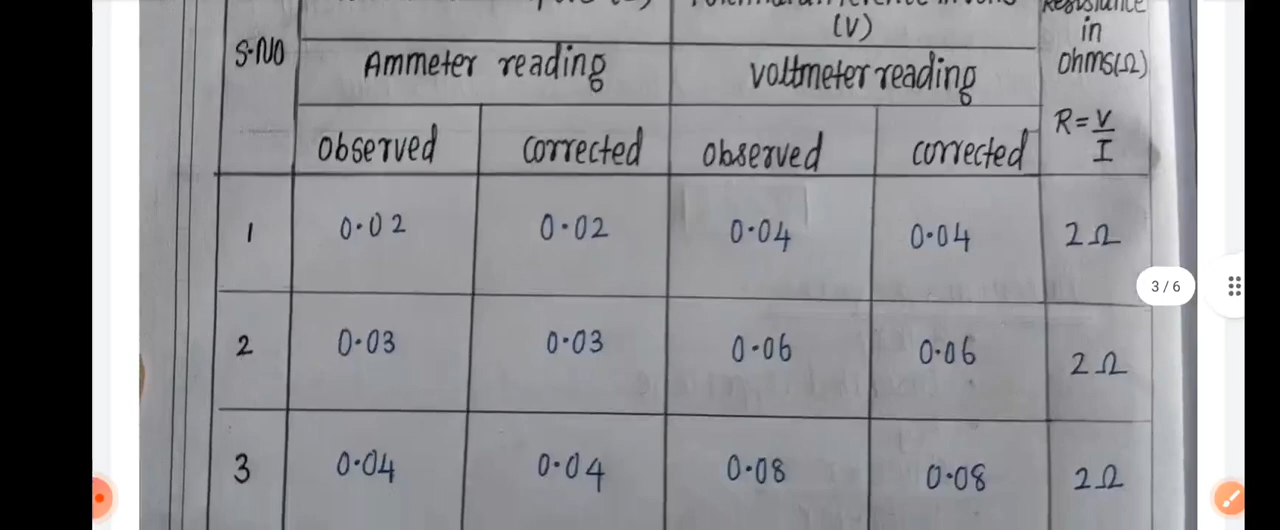 (V)
Resistance
in
ohms(Ω)
S·NO
Ammeter reading
voltmeter reading
R=V/I
observed
corrected
observed
corrected
1
0.02
0.02
0.04
0.04
2Ω
2
0.03
0.03
0.06
0.06
2Ω
3
0.04
0.04
0.08
0.08
2Ω
3/6